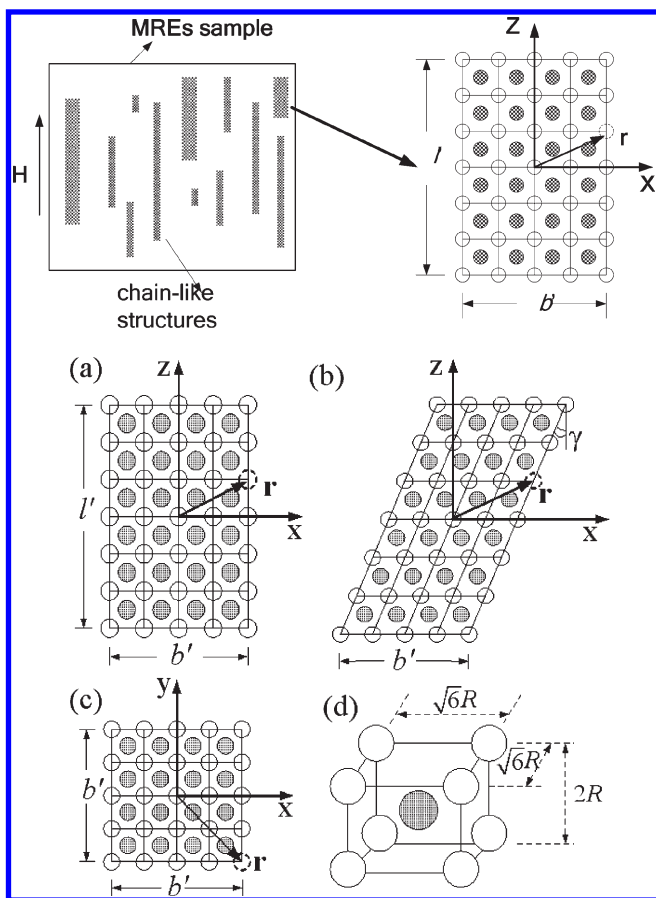 MREs sample
H
chain-like
structures
Z
l'
r
X
b'
(a)
z
l'
r
x
b'
(b)
z
γ
r
x
b'
(c)
y
b'
x
r
b'
(d)
√6R
√6R
2R